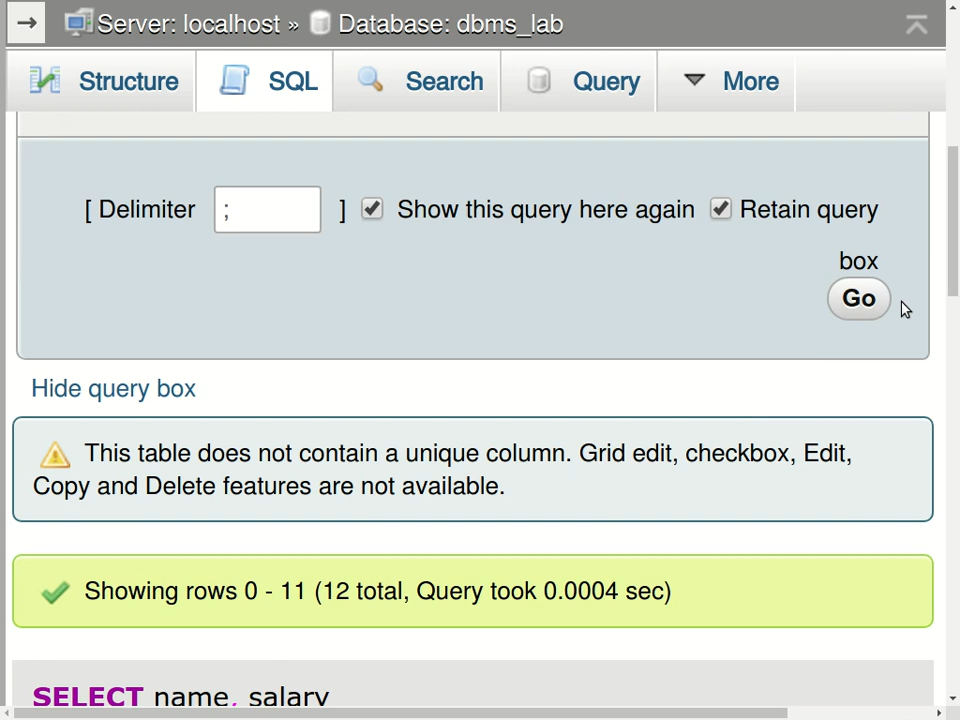 Server: localhost » Database: dbms_lab
Structure SQL Search Query More
[ Delimiter ; ] Show this query here again Retain query
box
Go
Hide query box
This table does not contain a unique column. Grid edit, checkbox, Edit,
Copy and Delete features are not available.
Showing rows 0 - 11 (12 total, Query took 0.0004 sec)
SELECT name, salary